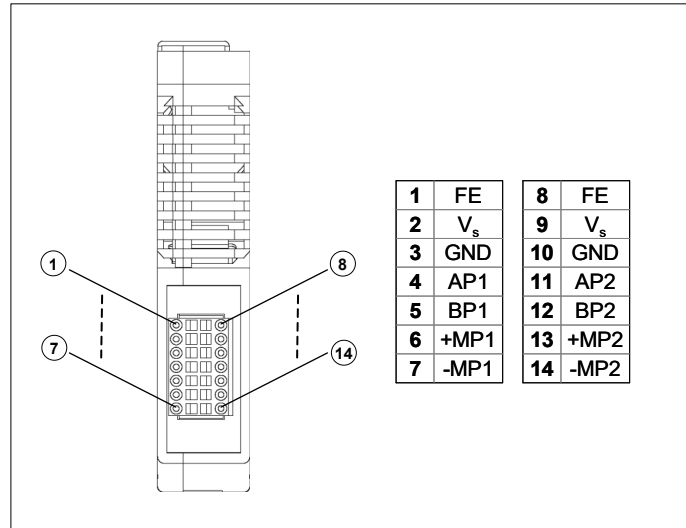 1 FE 8 FE
2 Vs 9 Vs
3 GND 10 GND
1 8
4 AP1 11 AP2
5 BP1 12 BP2
6 +MP1 13 +MP2
7 14
7 -MP1 14 -MP2